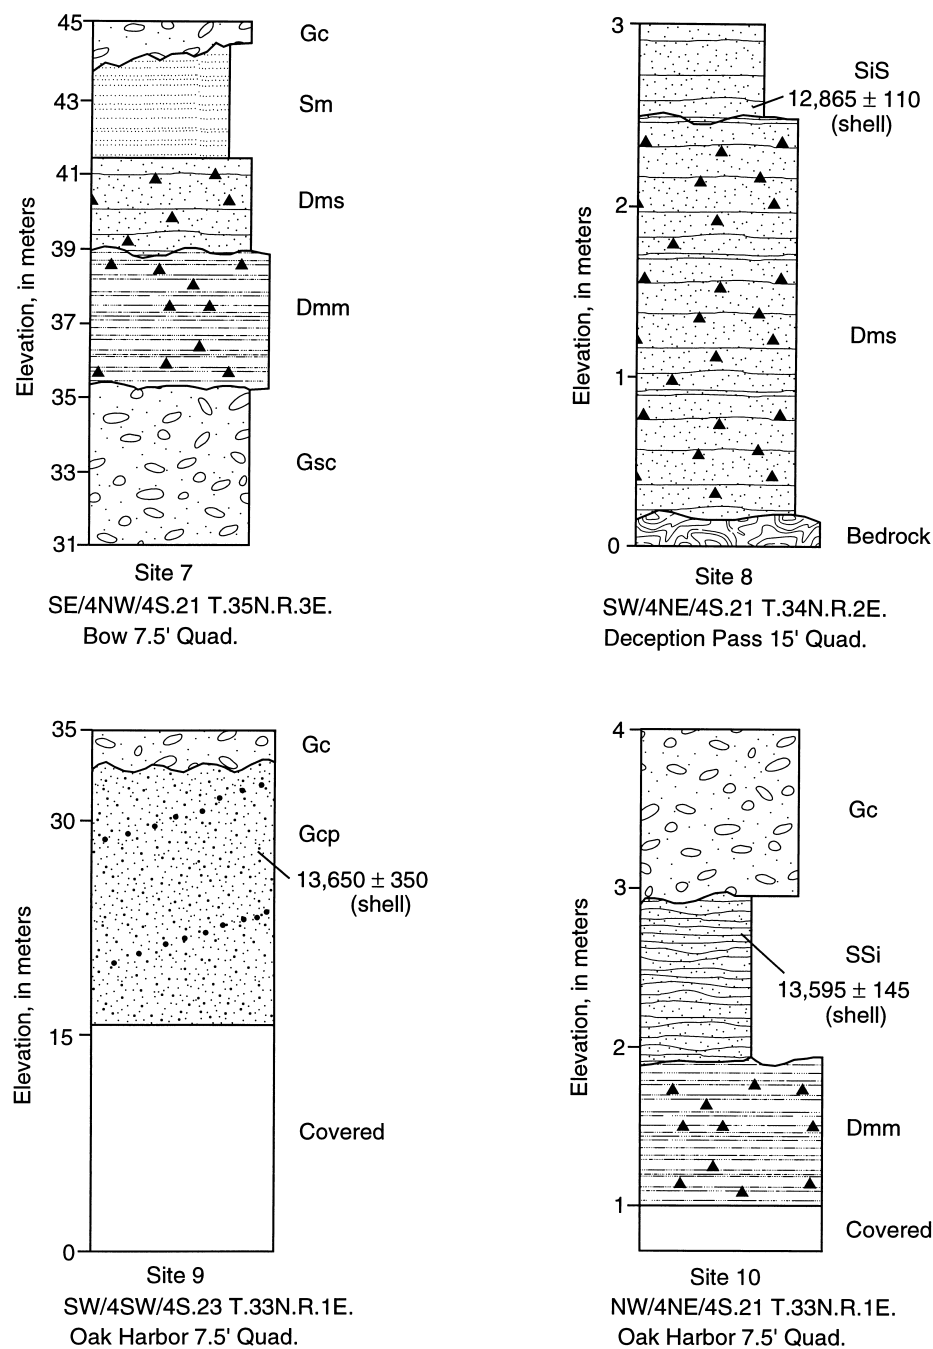 45
43
41
39
37
35
33
31
Elevation, in meters
Gc
Sm
Dms
Dmm
Gsc
Site 7
SE/4NW/4S.21 T.35N.R.3E.
Bow 7.5' Quad.
3
2
1
0
Elevation, in meters
SiS
12,865 ± 110
(shell)
Dms
Bedrock
Site 8
SW/4NE/4S.21 T.34N.R.2E.
Deception Pass 15' Quad.
35
30
15
0
Elevation, in meters
Gc
Gcp
13,650 ± 350
(shell)
Covered
Site 9
SW/4SW/4S.23 T.33N.R.1E.
Oak Harbor 7.5' Quad.
4
3
2
1
Elevation, in meters
Gc
SSi
13,595 ± 145
(shell)
Dmm
Covered
Site 10
NW/4NE/4S.21 T.33N.R.1E.
Oak Harbor 7.5' Quad.